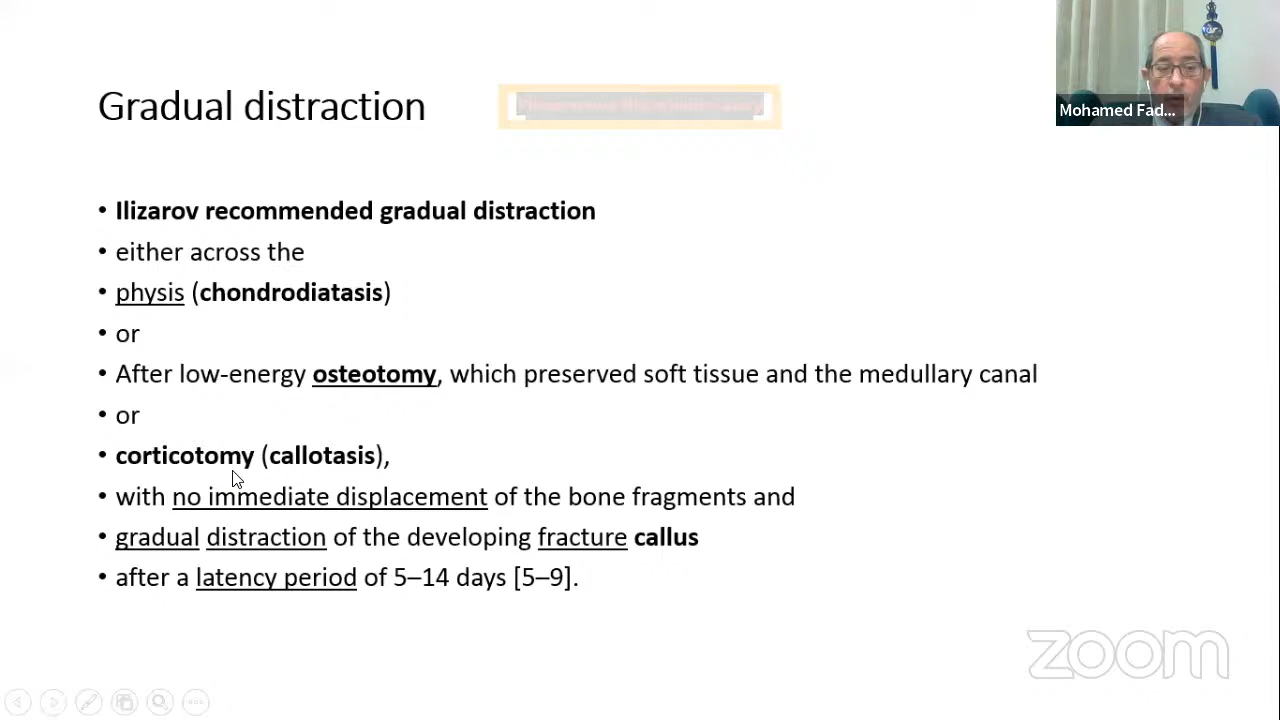 Gradual distraction
Mohamed Fad...
• Ilizarov recommended gradual distraction
• either across the
• physis (chondrodiatasis)
• or
• After low-energy osteotomy, which preserved soft tissue and the medullary canal
• or
• corticotomy (callotasis),
• with no immediate displacement of the bone fragments and
• gradual distraction of the developing fracture callus
• after a latency period of 5–14 days [5–9].
zoom